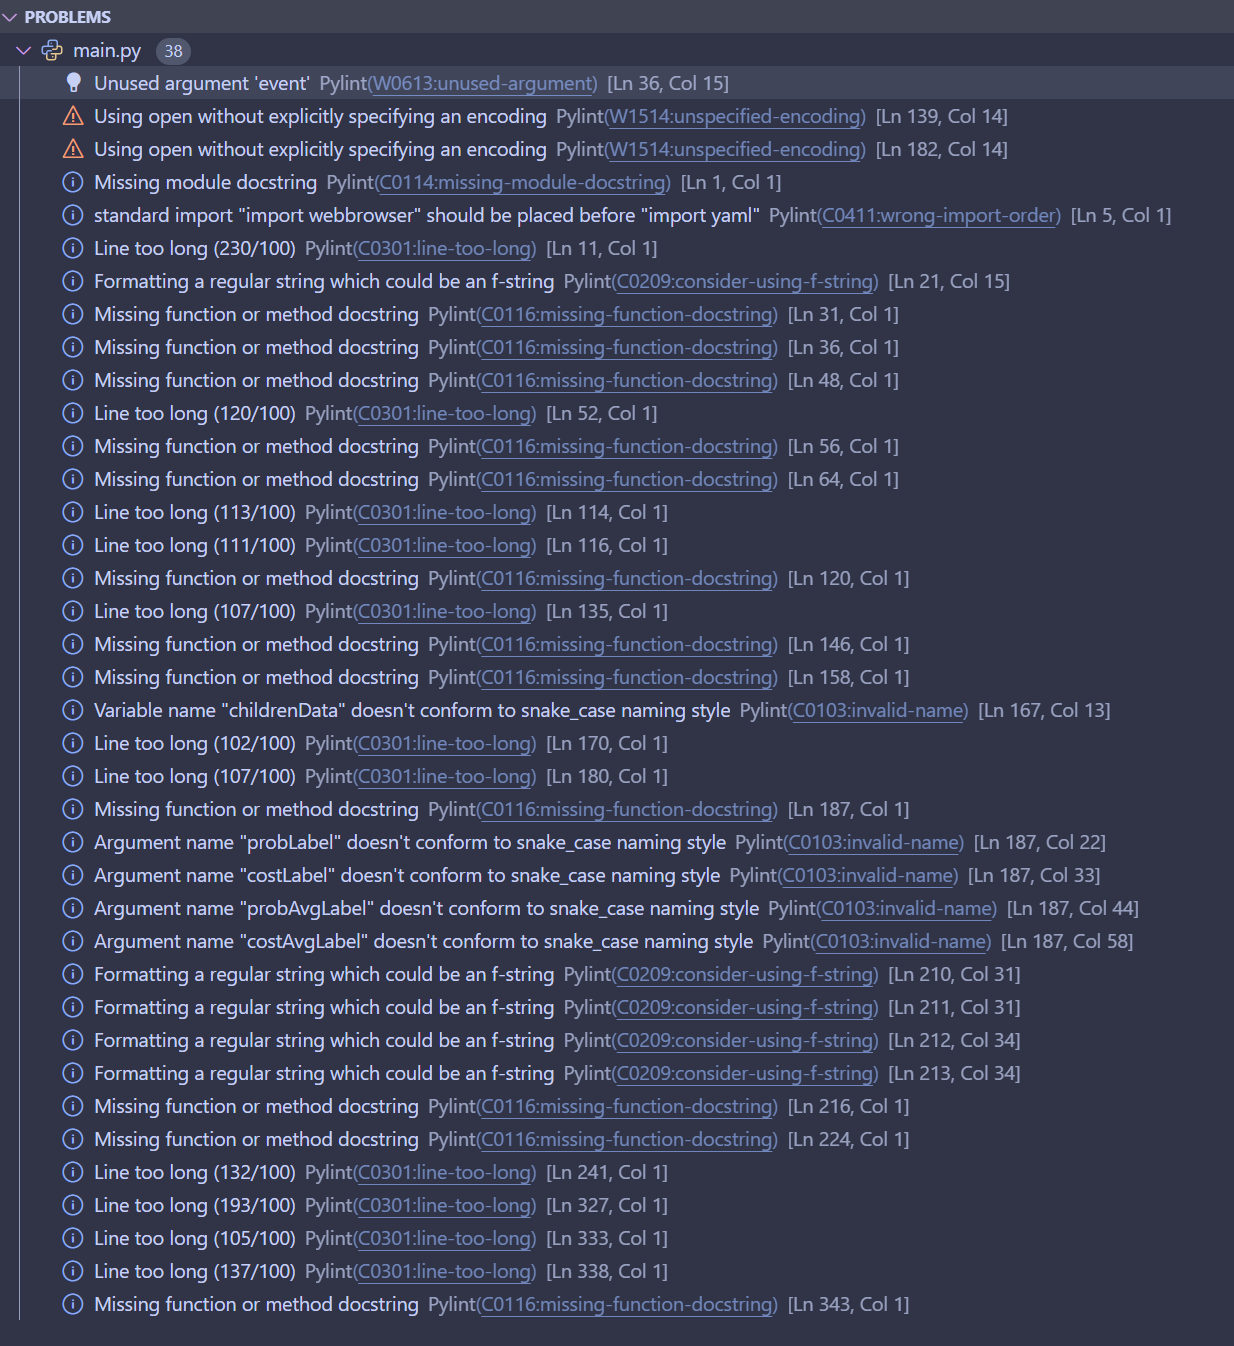 PROBLEMS
main.py 38
Unused argument 'event' Pylint(W0613:unused-argument) [Ln 36, Col 15]
Using open without explicitly specifying an encoding Pylint(W1514:unspecified-encoding) [Ln 139, Col 14]
Using open without explicitly specifying an encoding Pylint(W1514:unspecified-encoding) [Ln 182, Col 14]
Missing module docstring Pylint(C0114:missing-module-docstring) [Ln 1, Col 1]
standard import "import webbrowser" should be placed before "import yaml" Pylint(C0411:wrong-import-order) [Ln 5, Col 1]
Line too long (230/100) Pylint(C0301:line-too-long) [Ln 11, Col 1]
Formatting a regular string which could be an f-string Pylint(C0209:consider-using-f-string) [Ln 21, Col 15]
Missing function or method docstring Pylint(C0116:missing-function-docstring) [Ln 31, Col 1]
Missing function or method docstring Pylint(C0116:missing-function-docstring) [Ln 36, Col 1]
Missing function or method docstring Pylint(C0116:missing-function-docstring) [Ln 48, Col 1]
Line too long (120/100) Pylint(C0301:line-too-long) [Ln 52, Col 1]
Missing function or method docstring Pylint(C0116:missing-function-docstring) [Ln 56, Col 1]
Missing function or method docstring Pylint(C0116:missing-function-docstring) [Ln 64, Col 1]
Line too long (113/100) Pylint(C0301:line-too-long) [Ln 114, Col 1]
Line too long (111/100) Pylint(C0301:line-too-long) [Ln 116, Col 1]
Missing function or method docstring Pylint(C0116:missing-function-docstring) [Ln 120, Col 1]
Line too long (107/100) Pylint(C0301:line-too-long) [Ln 135, Col 1]
Missing function or method docstring Pylint(C0116:missing-function-docstring) [Ln 146, Col 1]
Missing function or method docstring Pylint(C0116:missing-function-docstring) [Ln 158, Col 1]
Variable name "childrenData" doesn't conform to snake_case naming style Pylint(C0103:invalid-name) [Ln 167, Col 13]
Line too long (102/100) Pylint(C0301:line-too-long) [Ln 170, Col 1]
Line too long (107/100) Pylint(C0301:line-too-long) [Ln 180, Col 1]
Missing function or method docstring Pylint(C0116:missing-function-docstring) [Ln 187, Col 1]
Argument name "probLabel" doesn't conform to snake_case naming style Pylint(C0103:invalid-name) [Ln 187, Col 22]
Argument name "costLabel" doesn't conform to snake_case naming style Pylint(C0103:invalid-name) [Ln 187, Col 33]
Argument name "probAvgLabel" doesn't conform to snake_case naming style Pylint(C0103:invalid-name) [Ln 187, Col 44]
Argument name "costAvgLabel" doesn't conform to snake_case naming style Pylint(C0103:invalid-name) [Ln 187, Col 58]
Formatting a regular string which could be an f-string Pylint(C0209:consider-using-f-string) [Ln 210, Col 31]
Formatting a regular string which could be an f-string Pylint(C0209:consider-using-f-string) [Ln 211, Col 31]
Formatting a regular string which could be an f-string Pylint(C0209:consider-using-f-string) [Ln 212, Col 34]
Formatting a regular string which could be an f-string Pylint(C0209:consider-using-f-string) [Ln 213, Col 34]
Missing function or method docstring Pylint(C0116:missing-function-docstring) [Ln 216, Col 1]
Missing function or method docstring Pylint(C0116:missing-function-docstring) [Ln 224, Col 1]
Line too long (132/100) Pylint(C0301:line-too-long) [Ln 241, Col 1]
Line too long (193/100) Pylint(C0301:line-too-long) [Ln 327, Col 1]
Line too long (105/100) Pylint(C0301:line-too-long) [Ln 333, Col 1]
Line too long (137/100) Pylint(C0301:line-too-long) [Ln 338, Col 1]
Missing function or method docstring Pylint(C0116:missing-function-docstring) [Ln 343, Col 1]